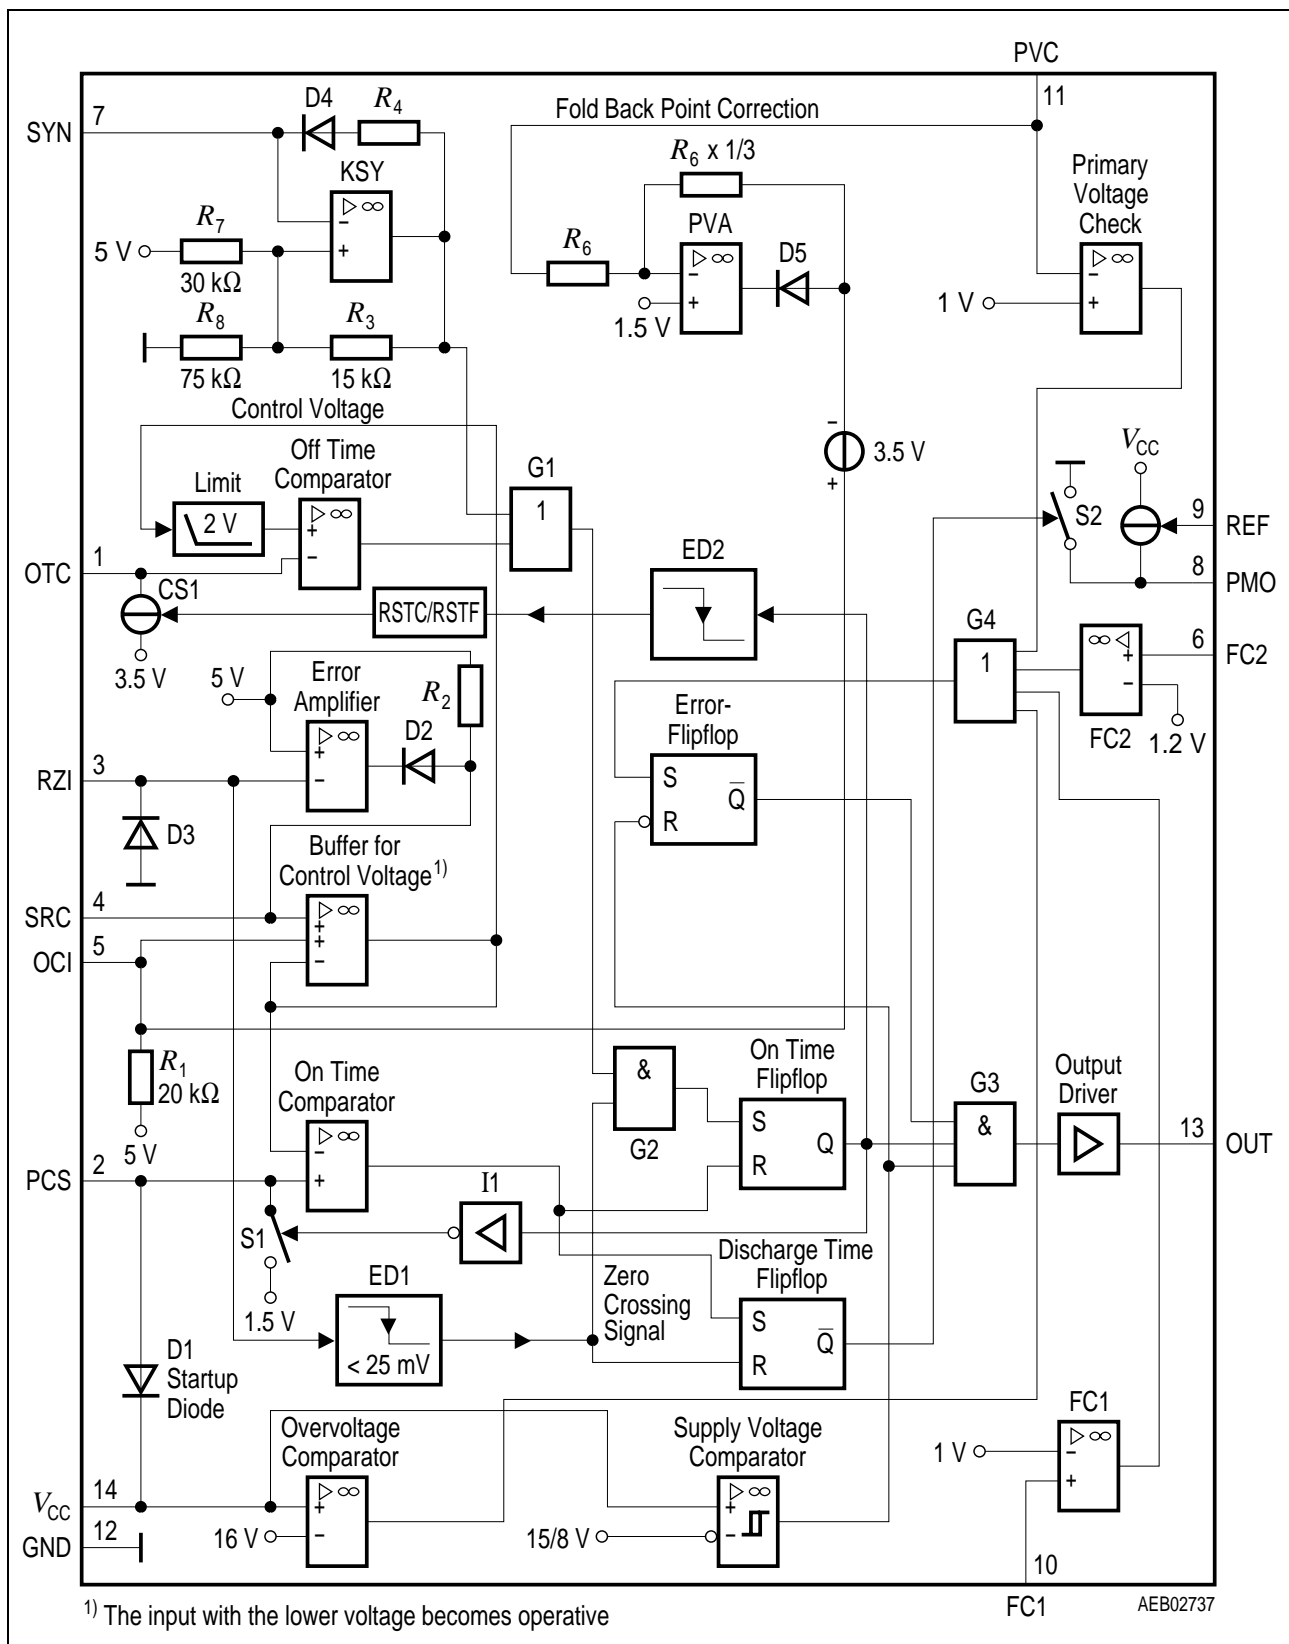 PVC
11
7
SYN
D4
R4
KSY
Fold Back Point Correction
R6 x 1/3
Primary
Voltage
Check
R7
5 V
30 kΩ
+
-
R6
PVA
D5
-
+
1.5 V
-
+
1 V
R8
R3
75 kΩ
15 kΩ
Control Voltage
Off Time
Comparator
Limit
2 V
+
-
G1
1
-
3.5 V
+
VCC
S2
9
REF
8
PMO
1
OTC
CS1
3.5 V
RSTC/RSTF
ED2
G4
1
6
FC2
+
-
FC2
1.2 V
5 V
Error
Amplifier
R2
D2
+
-
Error-
Flipflop
S
R
Q̅
3
RZI
D3
Buffer for
Control Voltage1)
+
+
-
4
SRC
5
OCI
R1
20 kΩ
5 V
On Time
Comparator
-
+
&
G2
On Time
Flipflop
S
R
Q
G3
&
Output
Driver
13
OUT
2
PCS
S1
1.5 V
I1
ED1
< 25 mV
Zero
Crossing
Signal
Discharge Time
Flipflop
S
R
Q̅
D1
Startup
Diode
Overvoltage
Comparator
+
-
16 V
Supply Voltage
Comparator
+
-
15/8 V
FC1
1 V
-
+
14
VCC
12
GND
10
FC1
AEB02737
1) The input with the lower voltage becomes operative